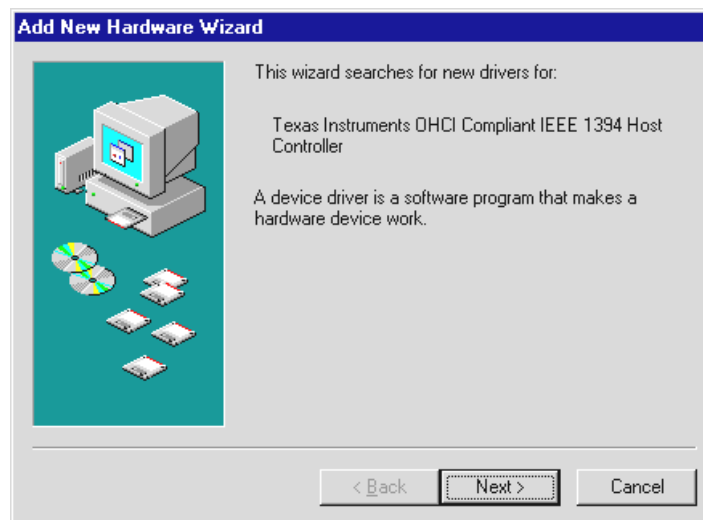 Add New Hardware Wizard
This wizard searches for new drivers for:
Texas Instruments OHCI Compliant IEEE 1394 Host
Controller
A device driver is a software program that makes a
hardware device work.
< Back
Next >
Cancel